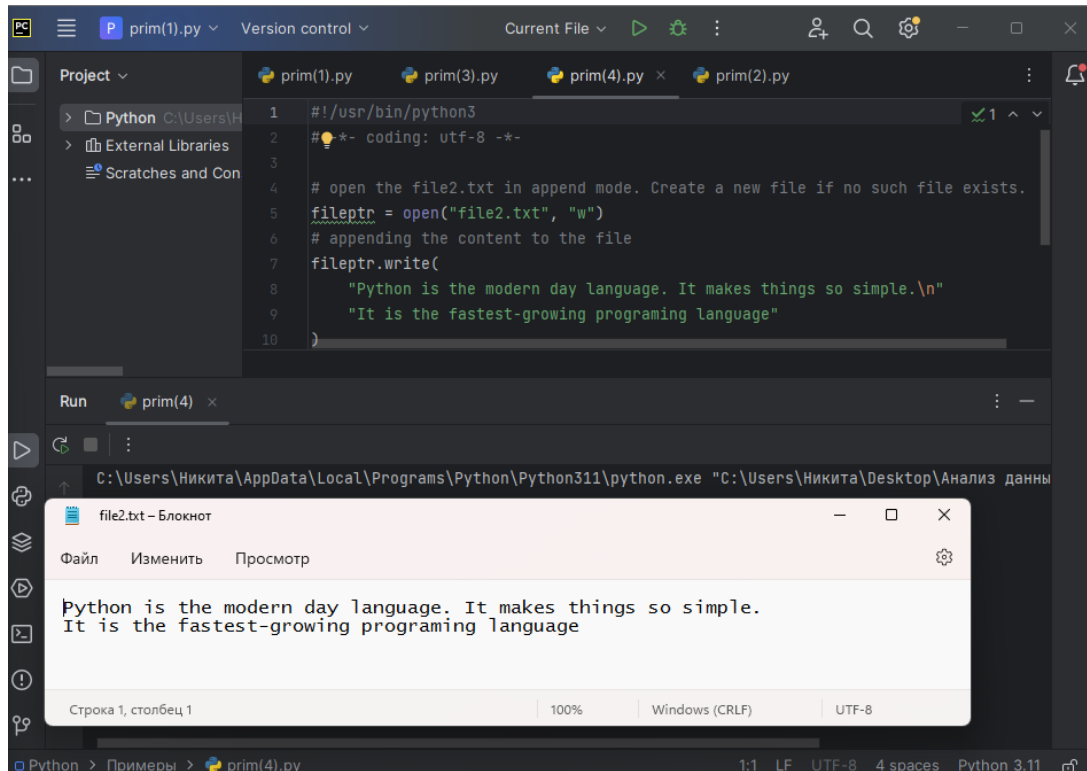 PC P prim(1).py Version control Current File
Project prim(1).py prim(3).py prim(4).py prim(2).py
Python C:\Users\H
External Libraries
Scratches and Con
1 #!/usr/bin/python3
2 # -*- coding: utf-8 -*-
3
4 # open the file2.txt in append mode. Create a new file if no such file exists.
5 fileptr = open("file2.txt", "w")
6 # appending the content to the file
7 fileptr.write(
8 "Python is the modern day language. It makes things so simple.\n"
9 "It is the fastest-growing programing language"
10 )
1
Run prim(4)
C:\Users\Никита\AppData\Local\Programs\Python\Python311\python.exe "C:\Users\Никита\Desktop\Анализ данны
file2.txt – Блокнот
Файл Изменить Просмотр
Python is the modern day language. It makes things so simple.
It is the fastest-growing programing language
Строка 1, столбец 1 100% Windows (CRLF) UTF-8
Python > Примеры > prim(4).py 1:1 LF UTF-8 4 spaces Python 3.11